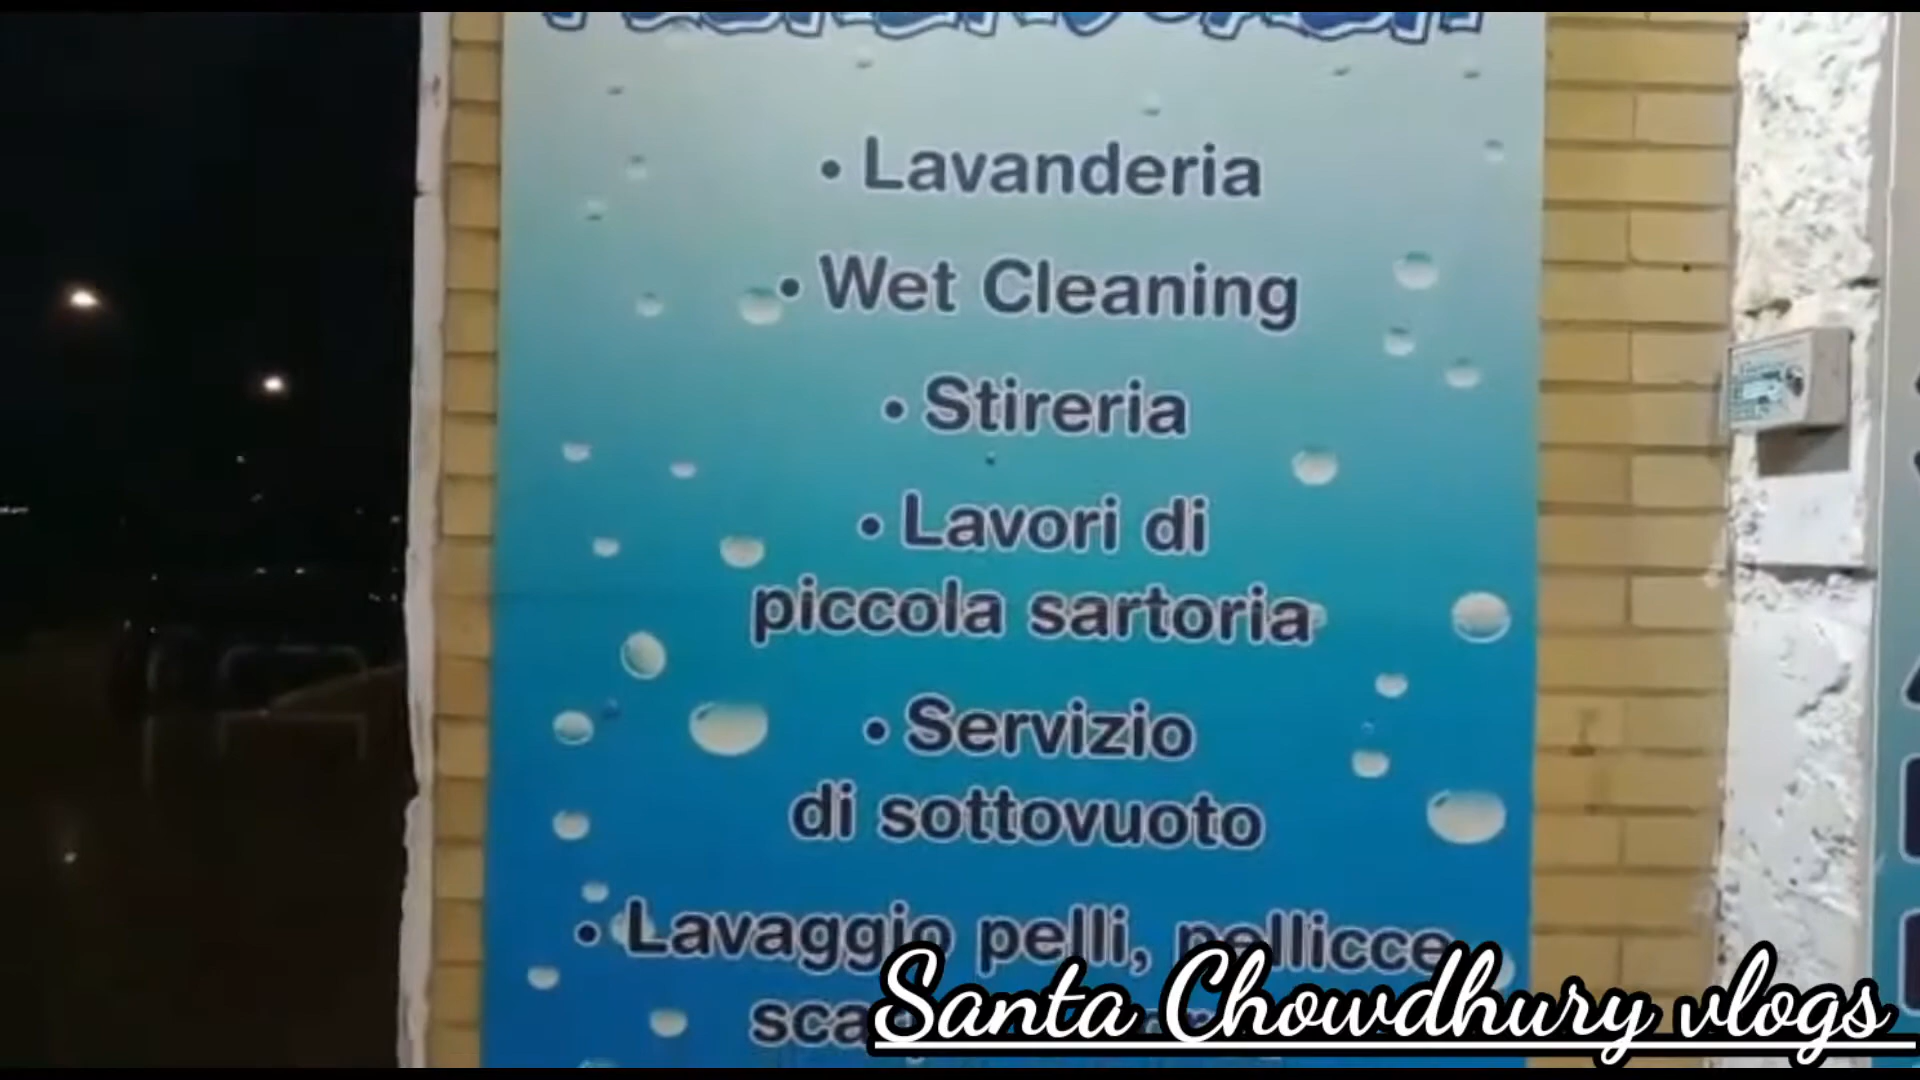 • Lavanderia
• Wet Cleaning
• Stireria
• Lavori di
piccola sartoria
• Servizio
di sottovuoto
• Lavaggio pelli, pellicce
Santa Chowdhury vlogs